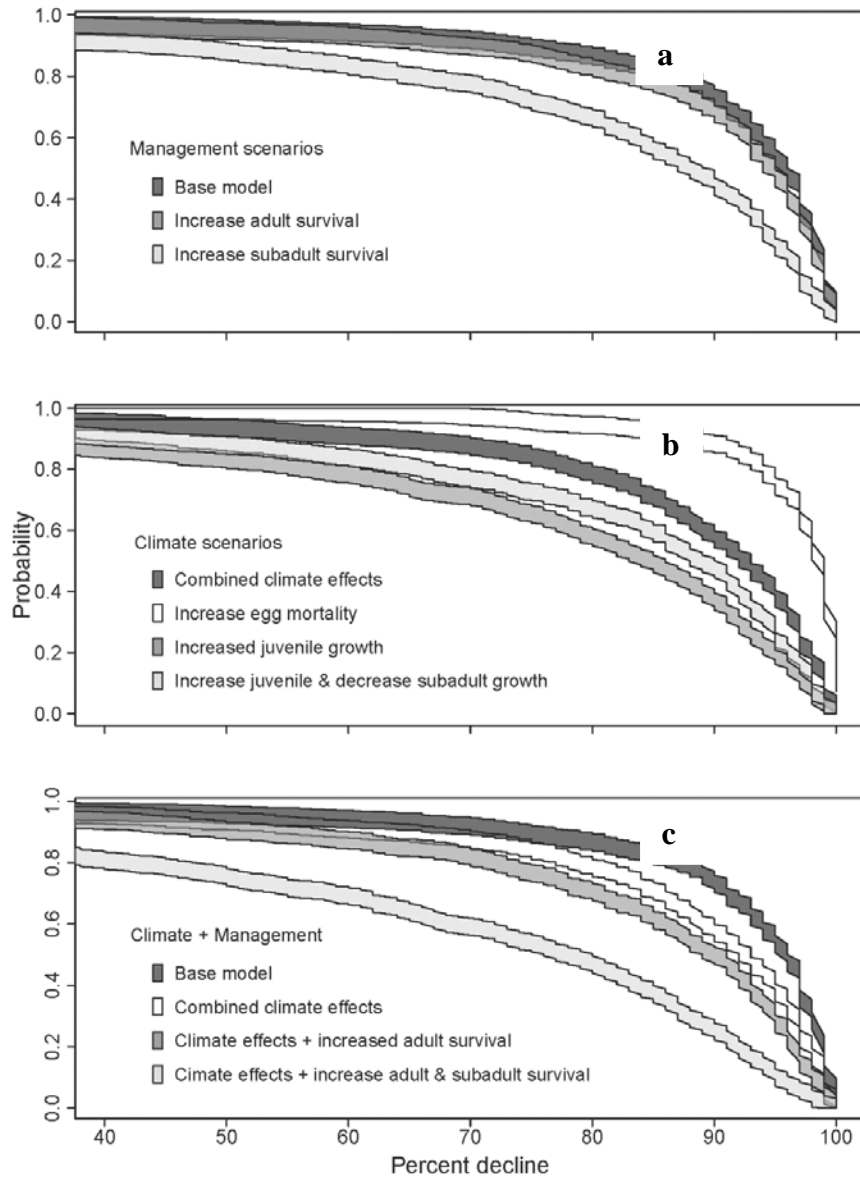 1.0
a
0.8
0.6
Management scenarios
Base model
0.4
Increase adult survival
0.2
Increase subadult survival
0.0
1.0
b
0.8
0.6
Climate scenarios
Combined climate effects
0.4
Increase egg mortality
0.2
Increased juvenile growth
Increase juvenile & decrease subadult growth
0.0
Probability
1.0
c
0.8
0.6
Climate + Management
Base model
0.4
Combined climate effects
0.2
Climate effects + increased adult survival
Cimate effects + increase adult & subadult survival
0.0
40 50 60 70 80 90 100
Percent decline